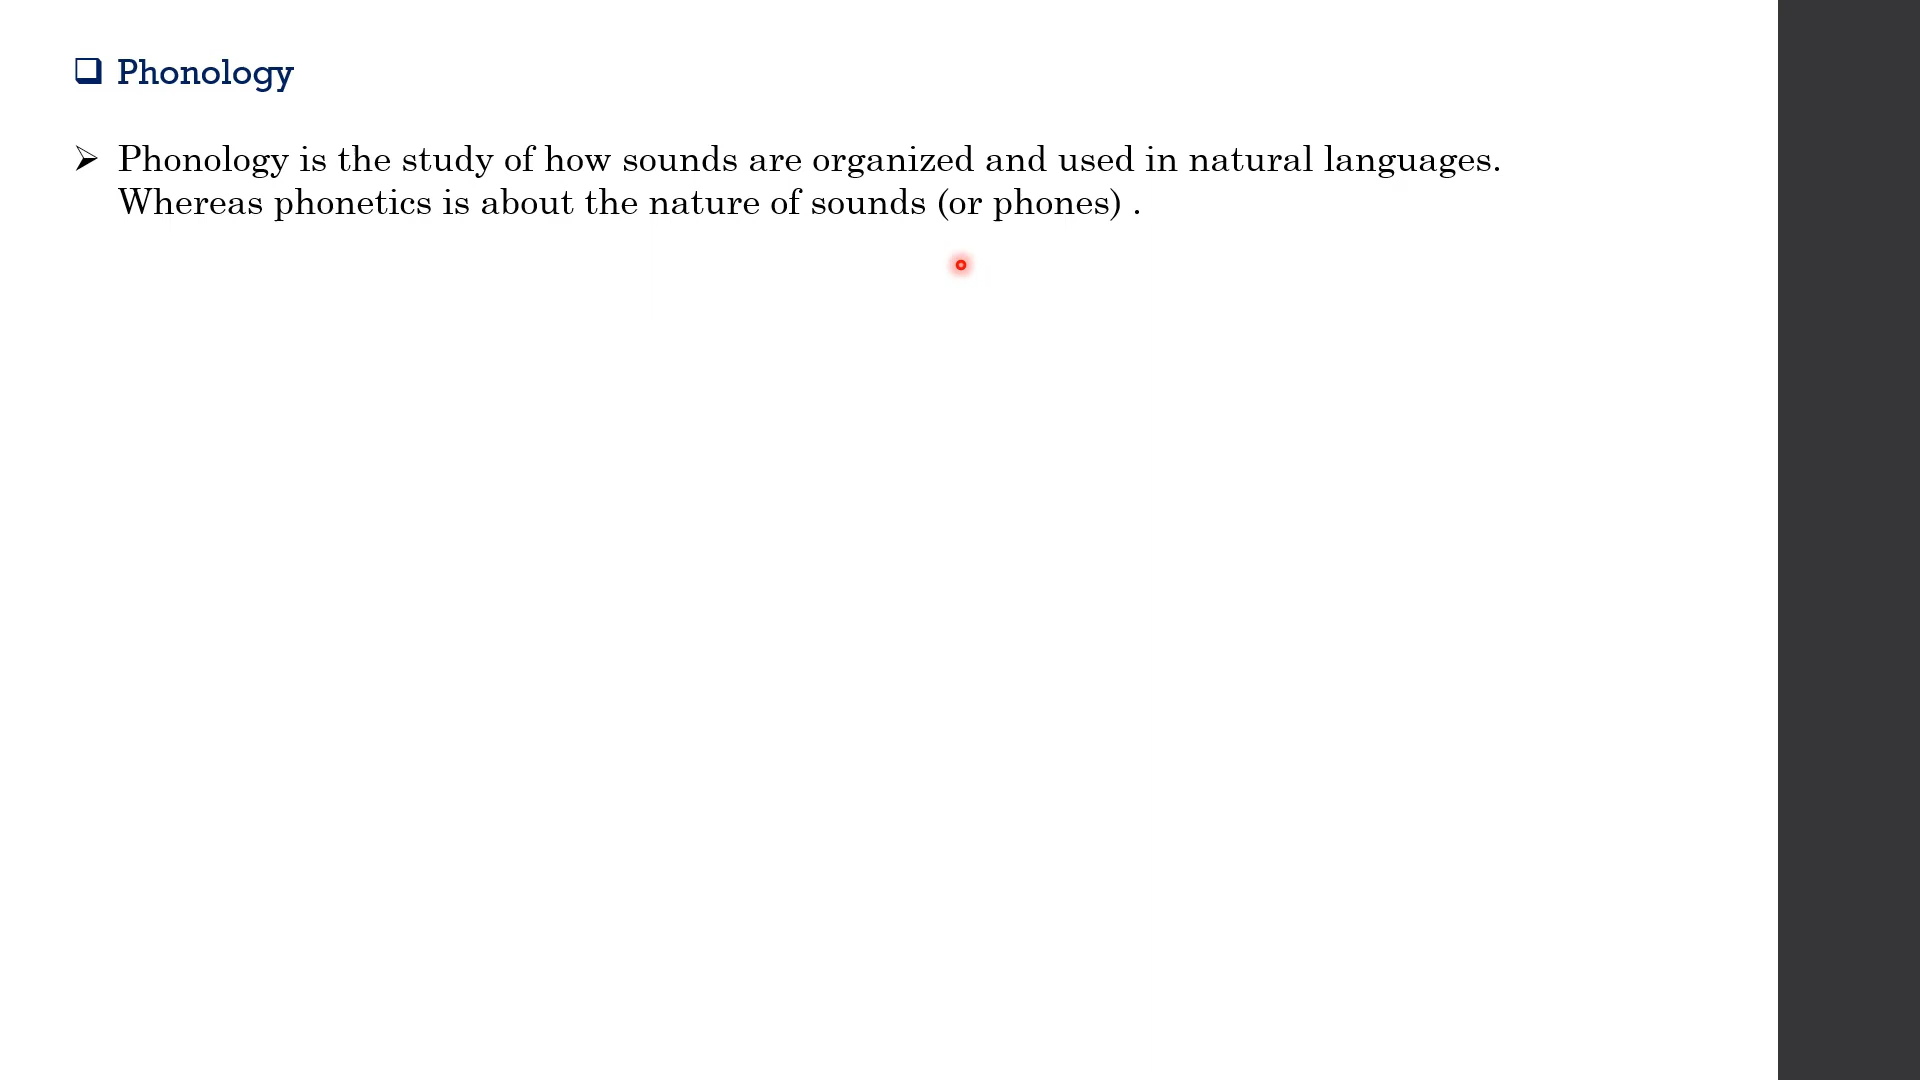 Phonology
Phonology is the study of how sounds are organized and used in natural languages.
Whereas phonetics is about the nature of sounds (or phones) .